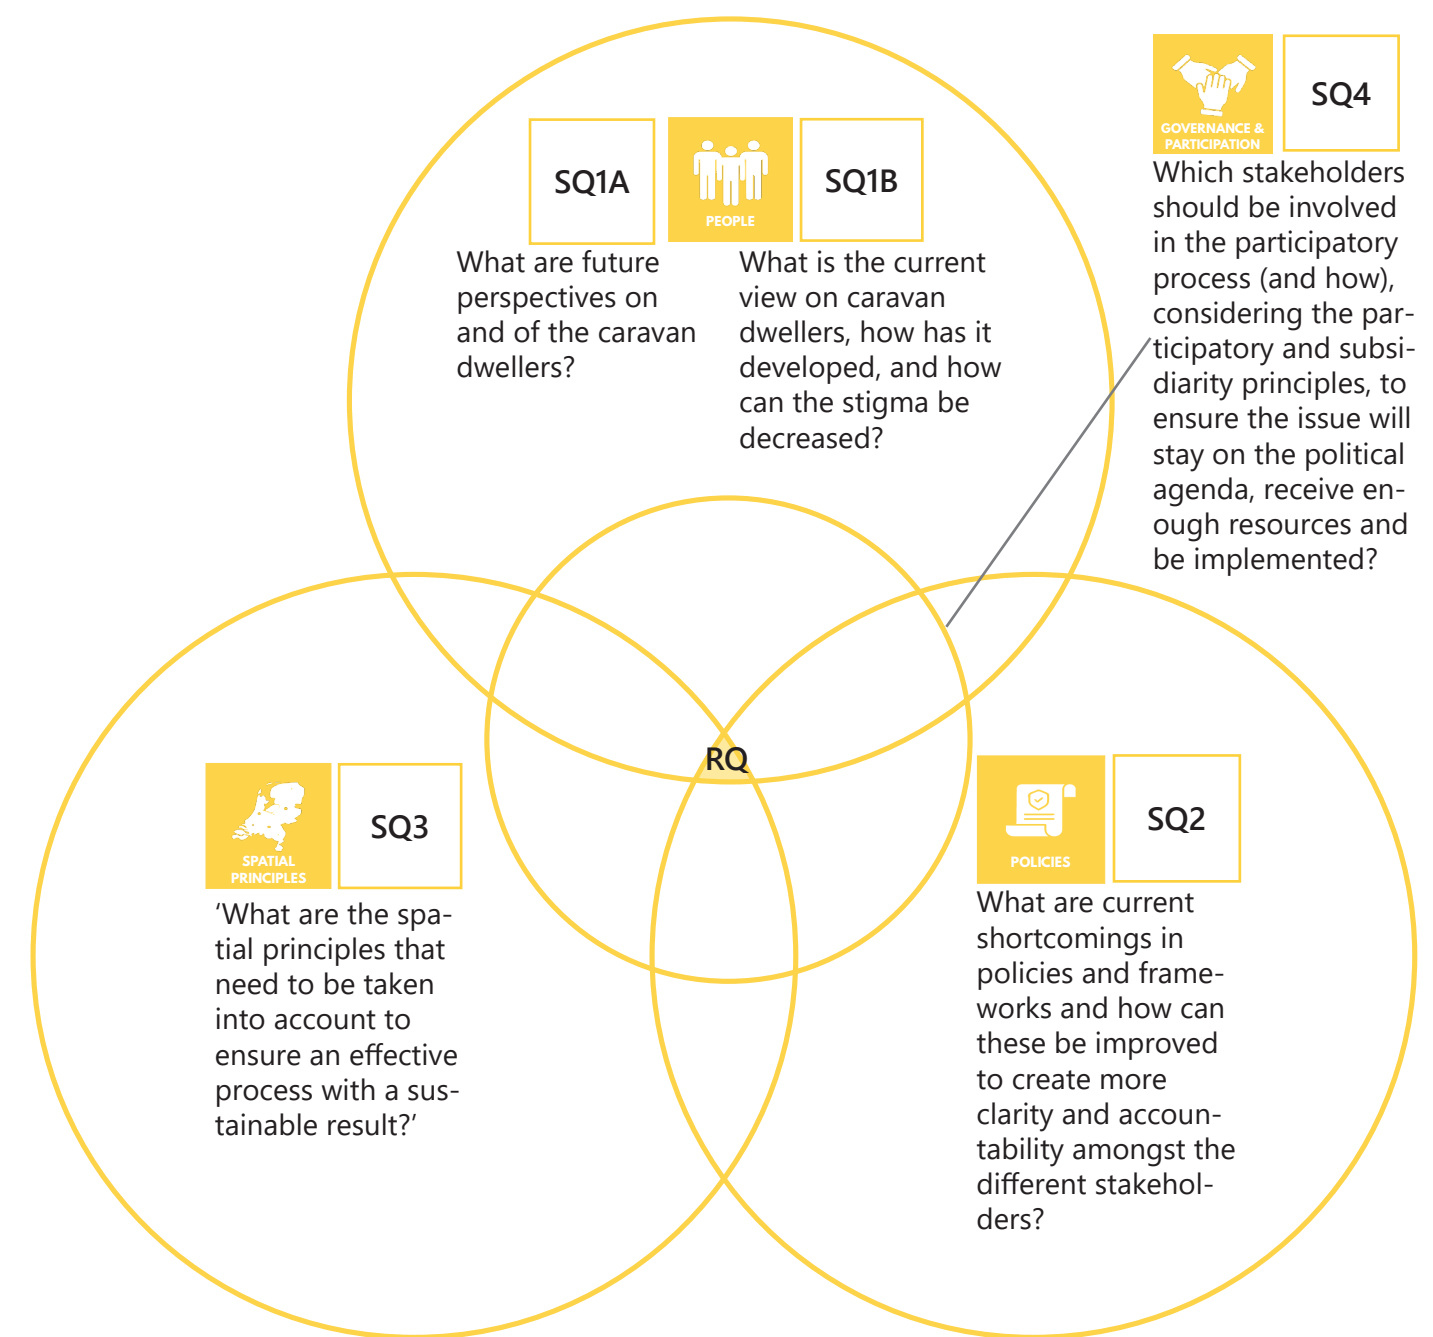 SQ1A
PEOPLE
SQ1B
What are future
perspectives on
and of the caravan
dwellers?
What is the current
view on caravan
dwellers, how has it
developed, and how
can the stigma be
decreased?
GOVERNANCE &
PARTICIPATION
SQ4
Which stakeholders
should be involved
in the participatory
process (and how),
considering the par-
ticipatory and subsi-
diarity principles, to
ensure the issue will
stay on the political
agenda, receive en-
ough resources and
be implemented?
RQ
SPATIAL
PRINCIPLES
SQ3
‘What are the spa-
tial principles that
need to be taken
into account to
ensure an effective
process with a sus-
tainable result?’
POLICIES
SQ2
What are current
shortcomings in
policies and frame-
works and how can
these be improved
to create more
clarity and accoun-
tability amongst the
different stakehol-
ders?